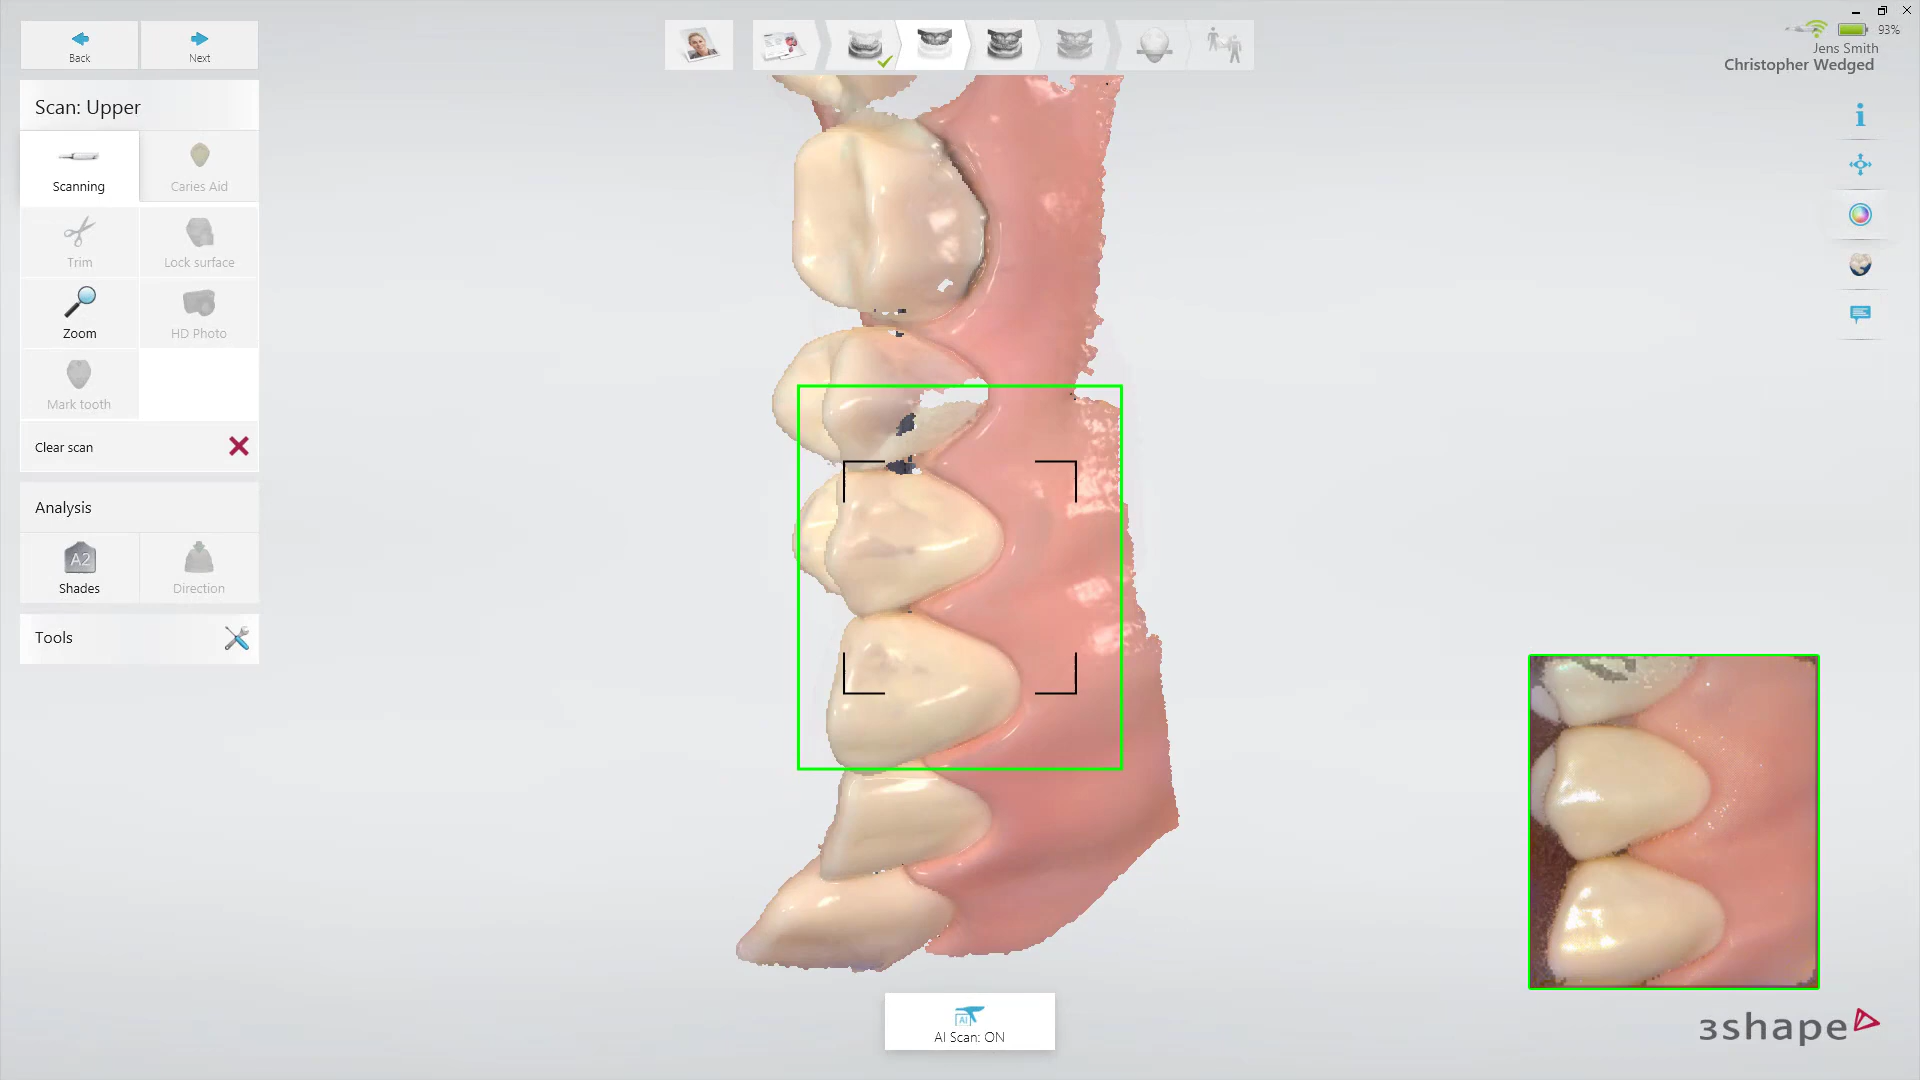 Back
Next
93%
Jens Smith
Christopher Wedged
Scan: Upper
Scanning
Caries Aid
Trim
Lock surface
Zoom
HD Photo
Mark tooth
Clear scan
Analysis
A2
Shades
Direction
Tools
AI
AI Scan: ON
3shape